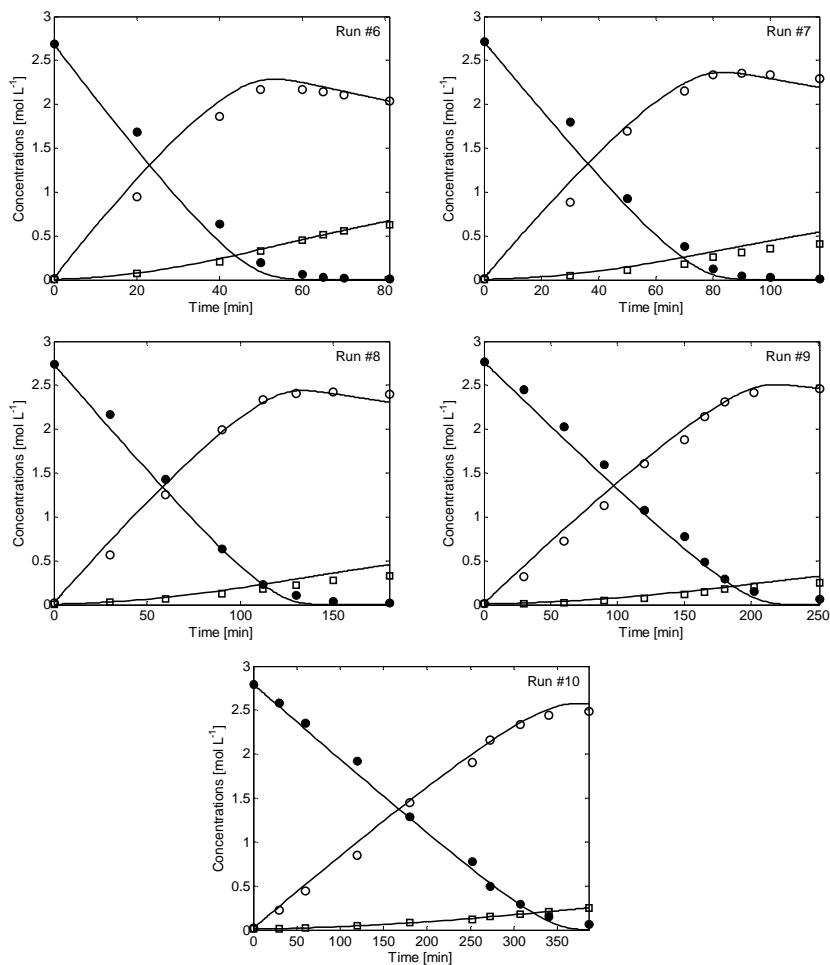 Run #6
3
2.5
2
1.5
1
0.5
0
Concentrations [mol L-1]
0 20 40 60 80
Time [min]
Run #7
3
2.5
2
1.5
1
0.5
0
Concentrations [mol L-1]
0 20 40 60 80 100
Time [min]
Run #8
3
2.5
2
1.5
1
0.5
0
Concentrations [mol L-1]
0 50 100 150
Time [min]
Run #9
3
2.5
2
1.5
1
0.5
0
Concentrations [mol L-1]
0 50 100 150 200 250
Time [min]
Run #10
3
2.5
2
1.5
1
0.5
0
Concentrations [mol L-1]
0 50 100 150 200 250 300 350
Time [min]